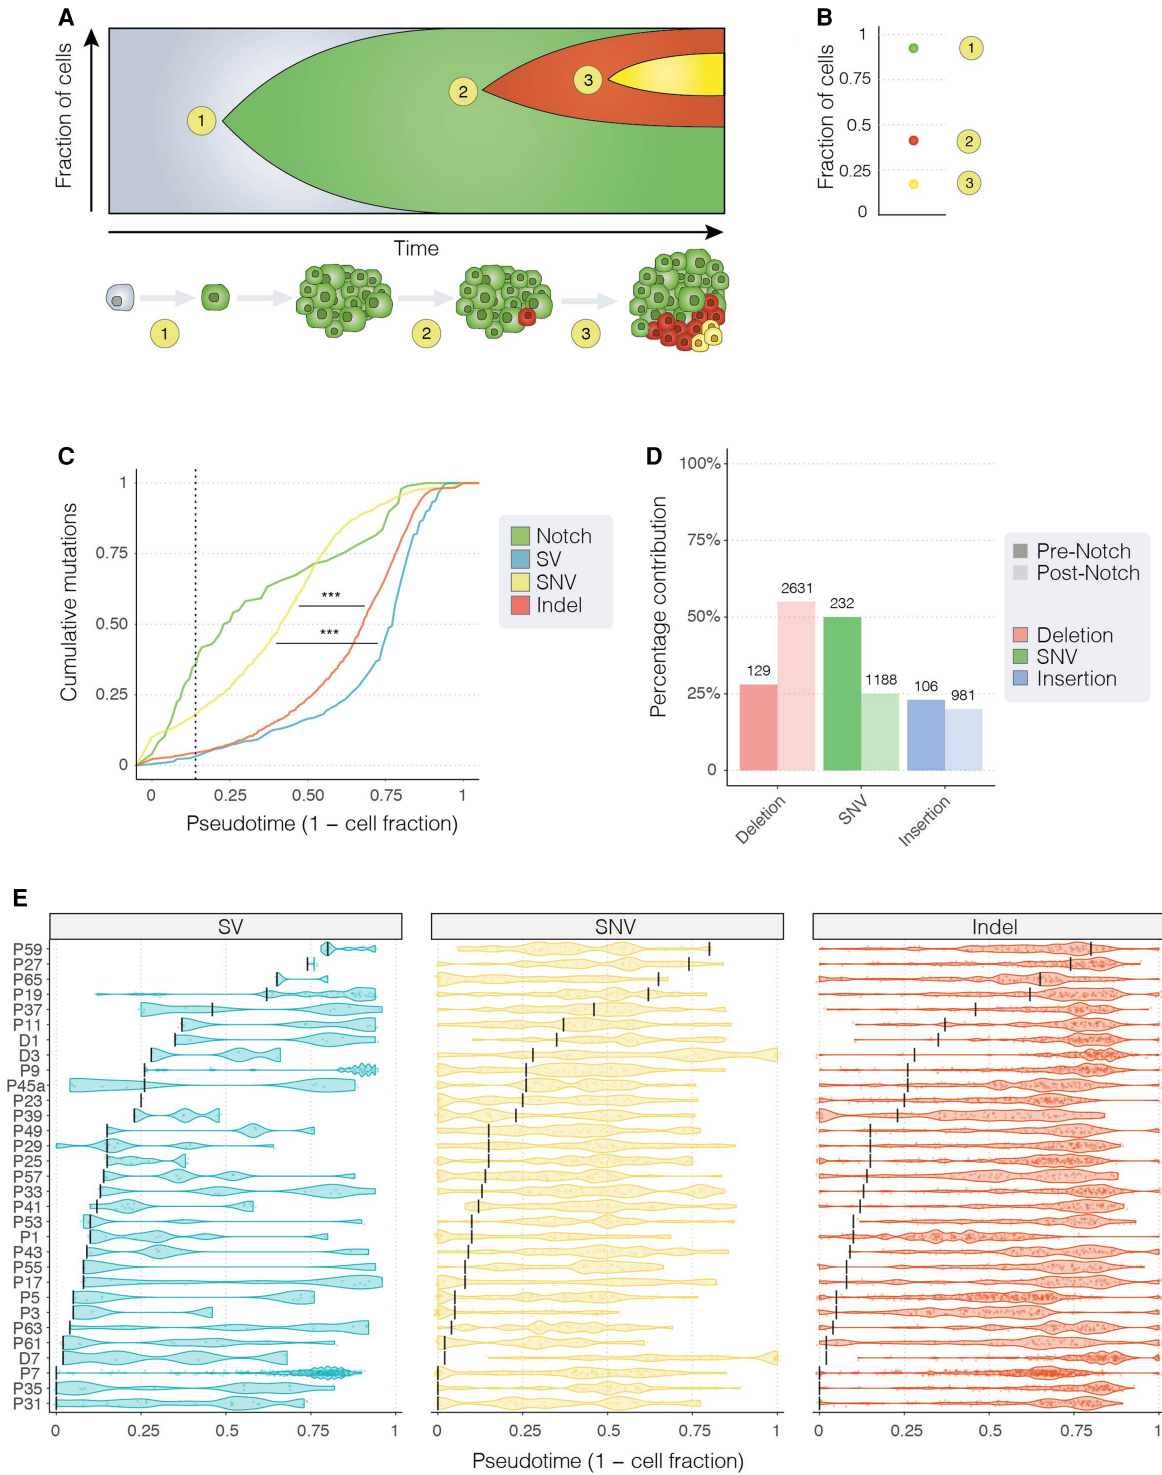 A
Fraction of cells
1
2
3
Time
1
2
3
B
Fraction of cells
1
0.75
0.5
0.25
0
1
2
3
C
Cumulative mutations
1
0.75
0.50
0.25
0
***
***
0 0.25 0.50 0.75 1
Pseudotime (1 – cell fraction)
Notch
SV
SNV
Indel
D
Percentage contribution
100%
75%
50%
25%
0
129
2631
232
1188
106
981
Deletion
SNV
Insertion
Pre-Notch
Post-Notch
Deletion
SNV
Insertion
E
SV SNV Indel
P59
P27
P65
P19
P37
P11
D1
D3
P9
P45a
P23
P39
P49
P29
P25
P57
P33
P41
P53
P1
P43
P55
P17
P5
P3
P63
P61
D7
P7
P35
P31
0 0.25 0.5 0.75 1 0 0.25 0.5 0.75 1 0 0.25 0.5 0.75 1
Pseudotime (1 – cell fraction)